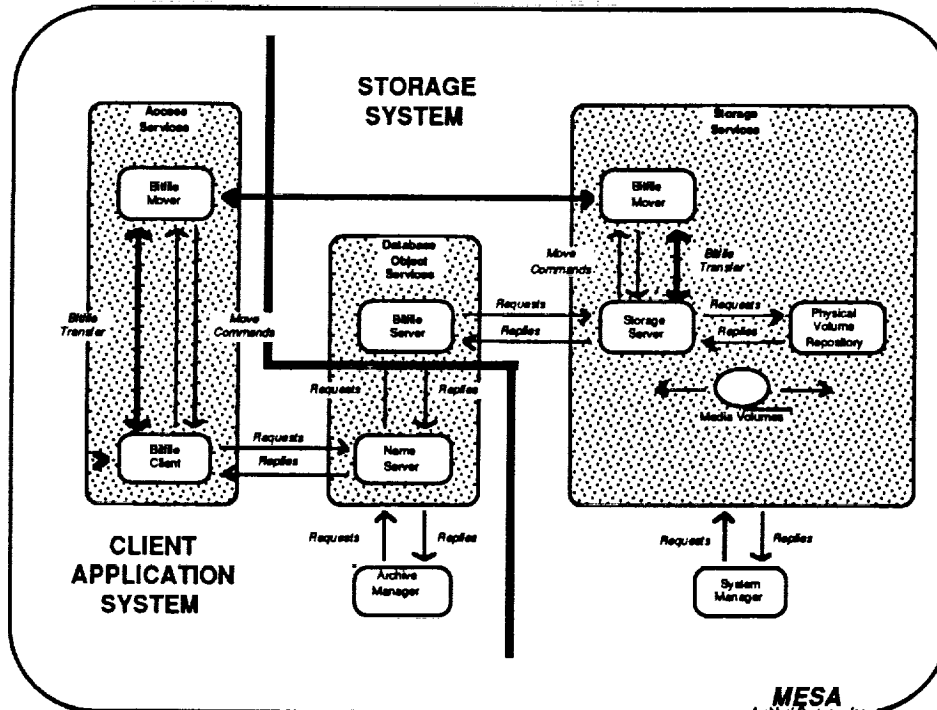 STORAGE
SYSTEM
Access
Services
Storage
Services
Bitfile
Mover
Bitfile
Mover
Database
Object
Services
Move
Commands
Bitfile
Transfer
Bitfile
Transfer
Move
Commands
Bitfile
Server
Requests
Replies
Storage
Server
Requests
Replies
Physical
Volume
Repository
Requests
Replies
Media Volumes
Bitfile
Client
Requests
Replies
Name
Server
CLIENT
APPLICATION
SYSTEM
Requests
Replies
Archive
Manager
Requests
Replies
System
Manager
MESA